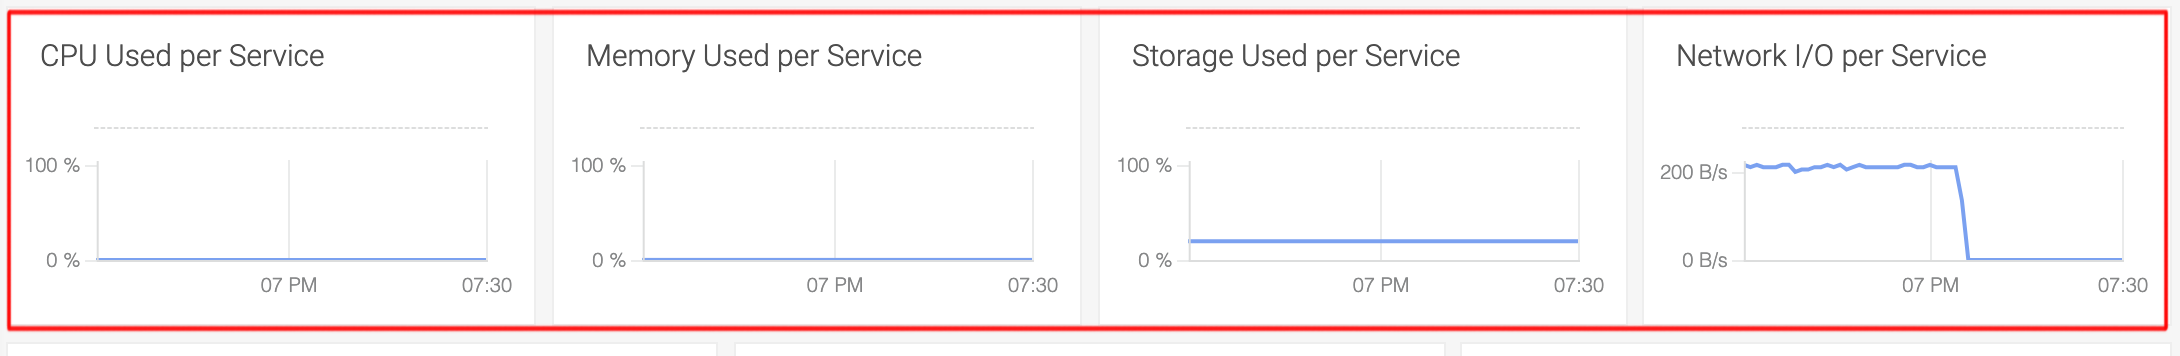 CPU Used per Service
100 %
0 %
07 PM 07:30
Memory Used per Service
100 %
0 %
07 PM 07:30
Storage Used per Service
100 %
0 %
07 PM 07:30
Network I/O per Service
200 B/s
0 B/s
07 PM 07:30